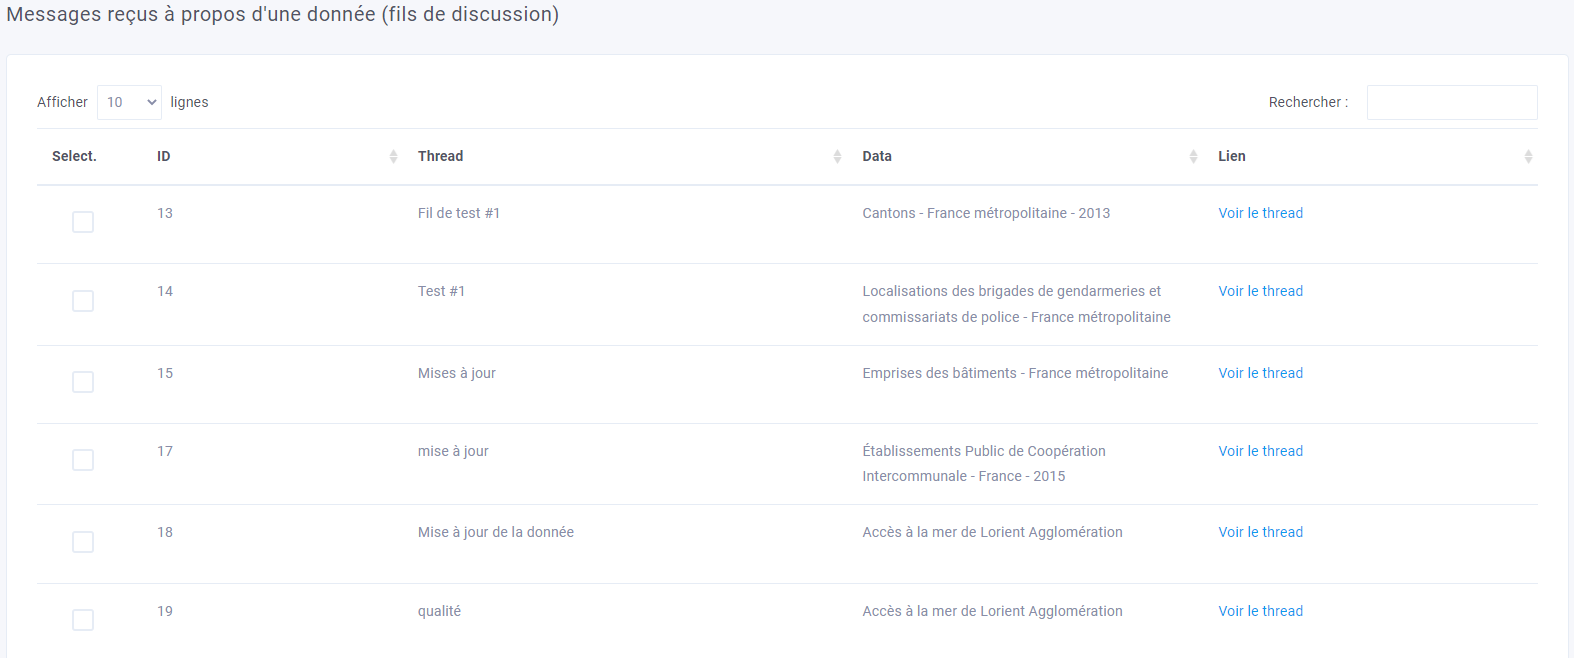 Messages reçus à propos d'une donnée (fils de discussion)
Afficher 10 lignes
Rechercher :
Select. ID Thread Data Lien
13 Fil de test #1 Cantons - France métropolitaine - 2013 Voir le thread
14 Test #1 Localisations des brigades de gendarmeries et Voir le thread
commissariats de police - France métropolitaine
15 Mises à jour Emprises des bâtiments - France métropolitaine Voir le thread
17 mise à jour Établissements Public de Coopération Voir le thread
Intercommunale - France - 2015
18 Mise à jour de la donnée Accès à la mer de Lorient Agglomération Voir le thread
19 qualité Accès à la mer de Lorient Agglomération Voir le thread